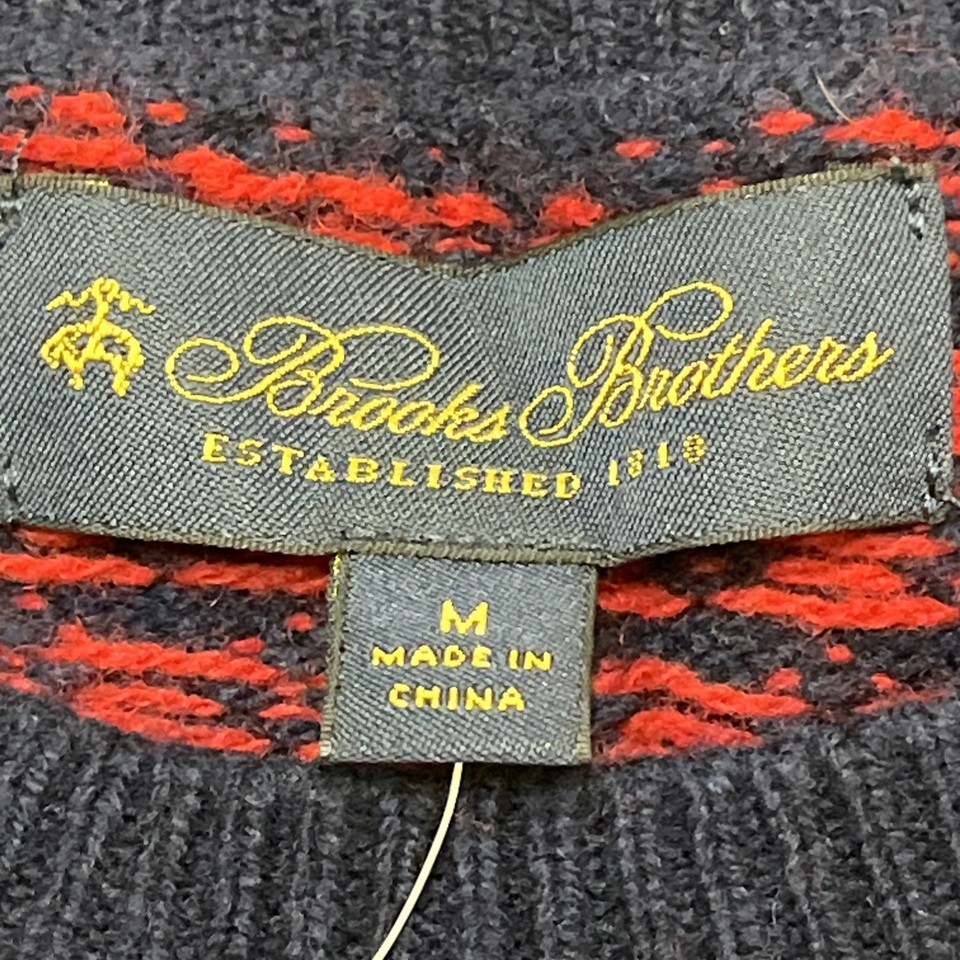 Brooks Brothers
ESTABLISHED 1818
M
MADE IN
CHINA